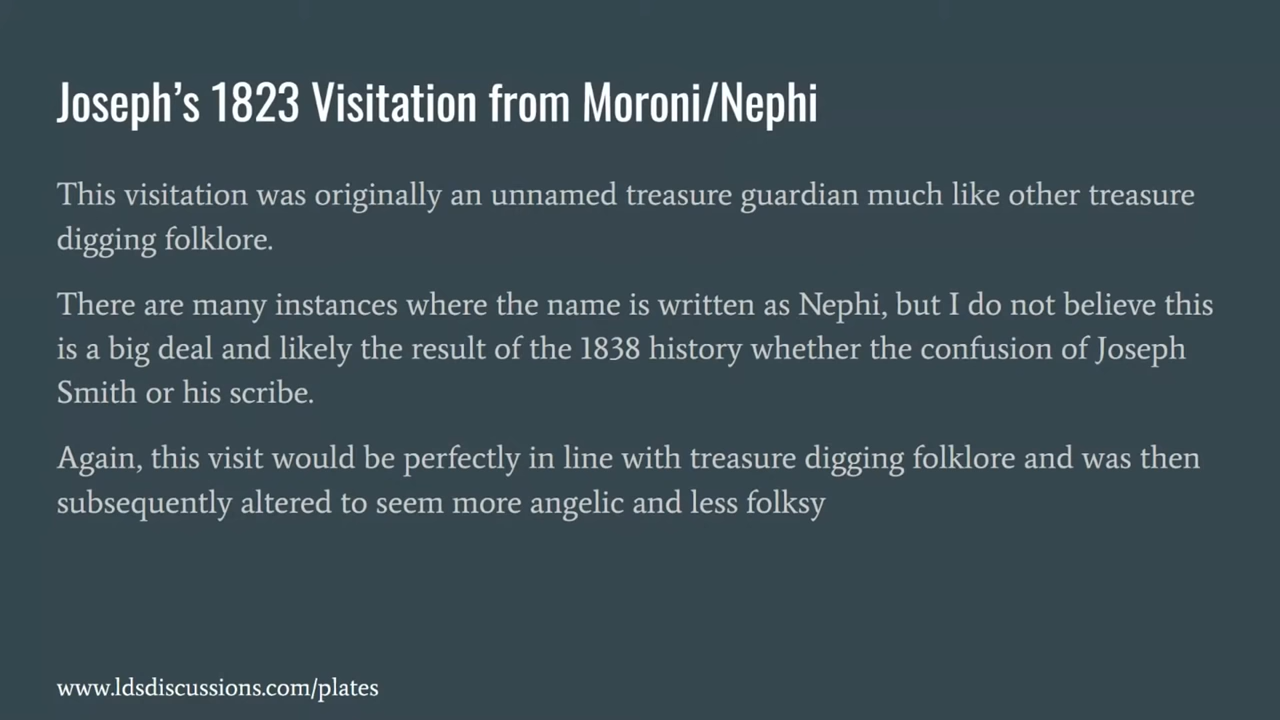 Joseph’s 1823 Visitation from Moroni/Nephi
This visitation was originally an unnamed treasure guardian much like other treasure
digging folklore.
There are many instances where the name is written as Nephi, but I do not believe this
is a big deal and likely the result of the 1838 history whether the confusion of Joseph
Smith or his scribe.
Again, this visit would be perfectly in line with treasure digging folklore and was then
subsequently altered to seem more angelic and less folksy
www.ldsdiscussions.com/plates